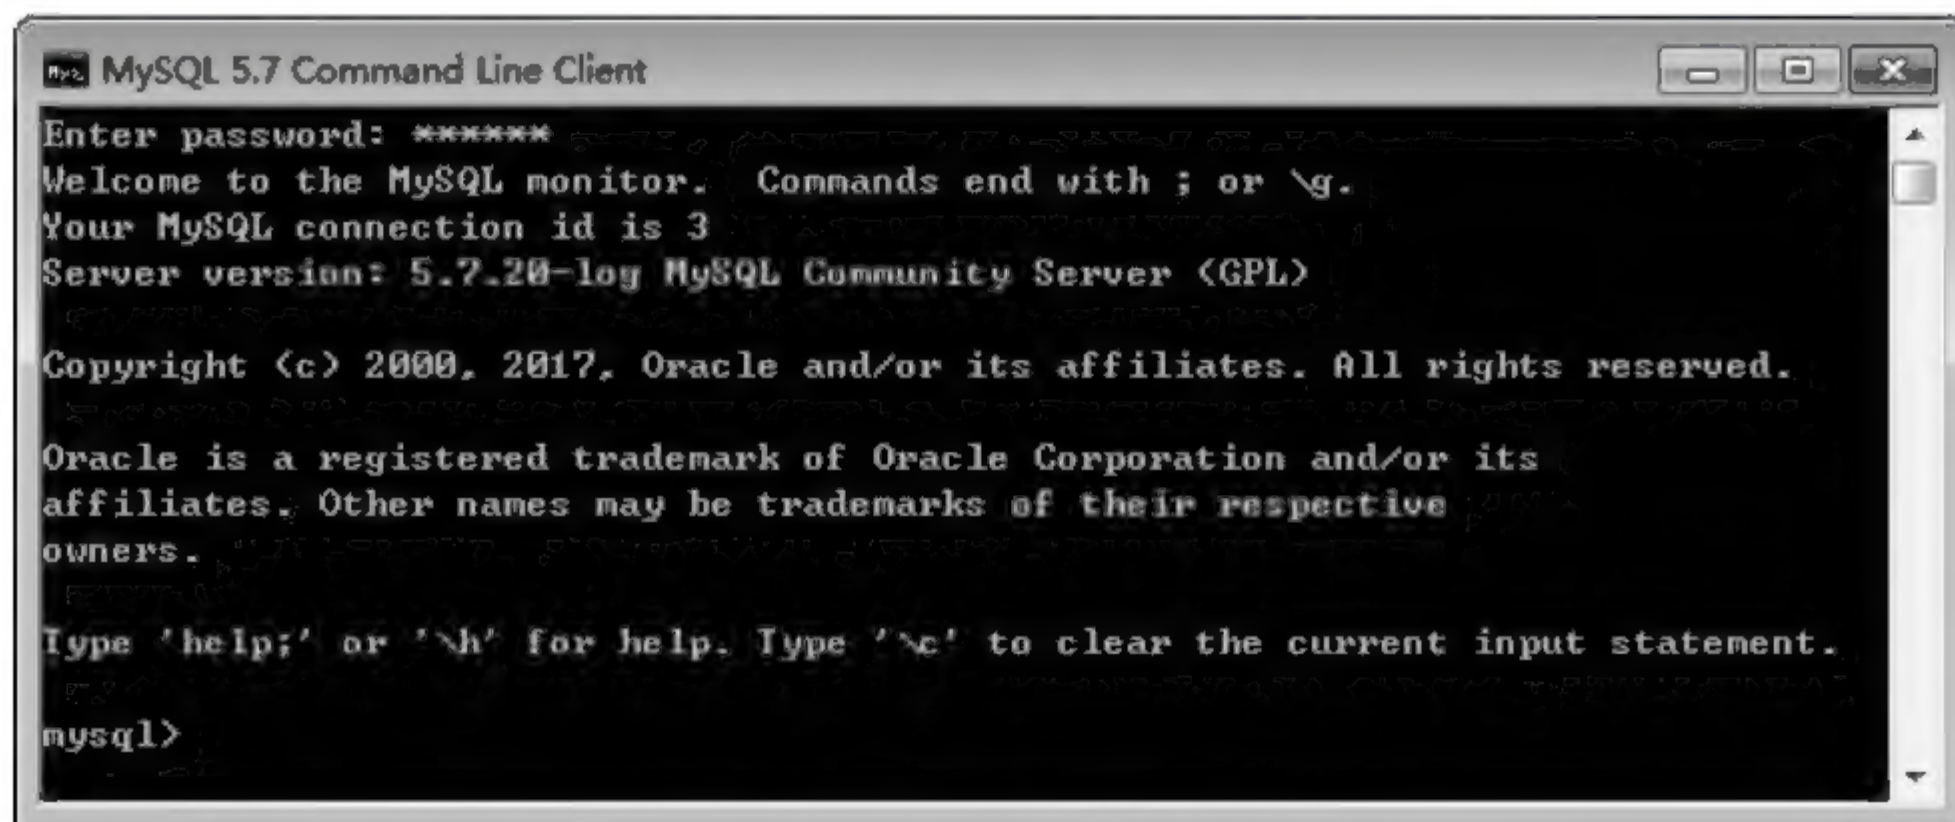 MySQL 5.7 Command Line Client
Enter password: ******
Welcome to the MySQL monitor.  Commands end with ; or \g.
Your MySQL connection id is 3
Server version: 5.7.20-log MySQL Community Server (GPL)
Copyright (c) 2000, 2017, Oracle and/or its affiliates. All rights reserved.
Oracle is a registered trademark of Oracle Corporation and/or its
affiliates. Other names may be trademarks of their respective
owners.
Type 'help;' or '\h' for help. Type '\c' to clear the current input statement.
mysql>